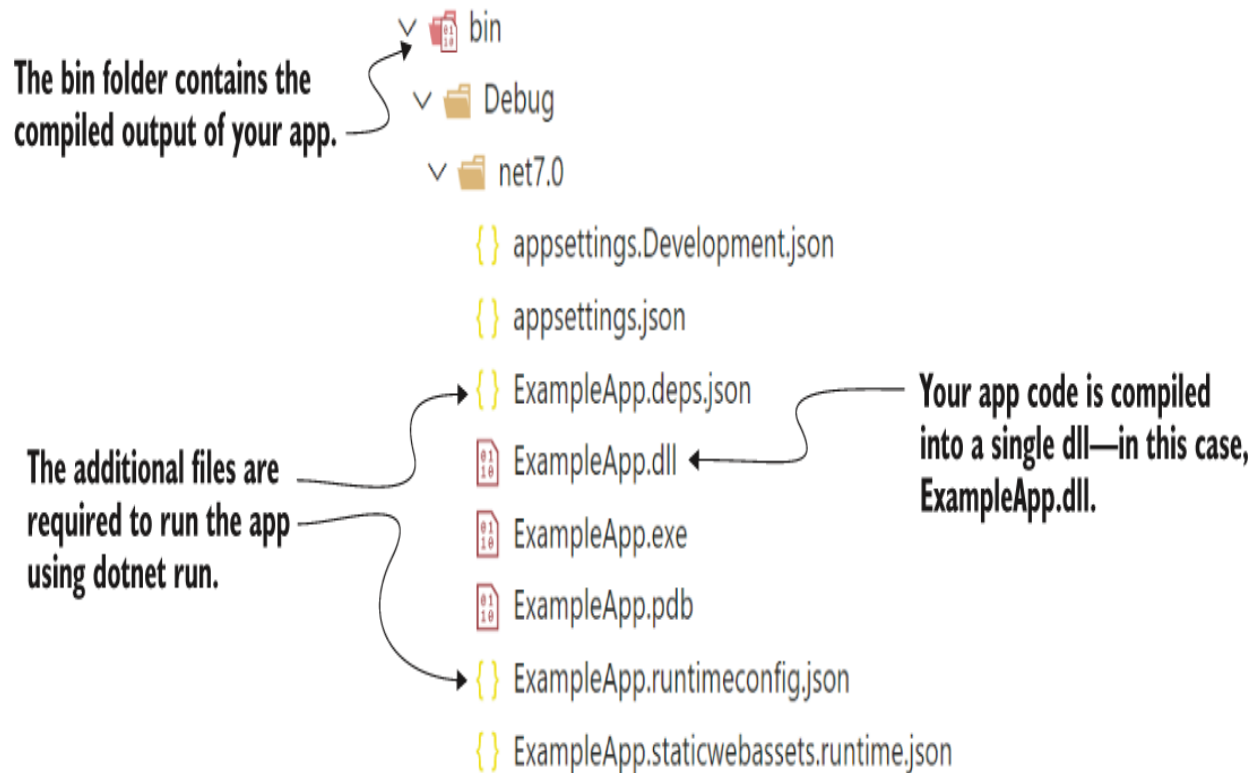 bin
The bin folder contains the
compiled output of your app.
Debug
net7.0
appsettings.Development.json
appsettings.json
ExampleApp.deps.json
Your app code is compiled
into a single dll—in this case,
ExampleApp.dll.
ExampleApp.dll
The additional files are
required to run the app
using dotnet run.
ExampleApp.exe
ExampleApp.pdb
ExampleApp.runtimeconfig.json
ExampleApp.staticwebassets.runtime.json